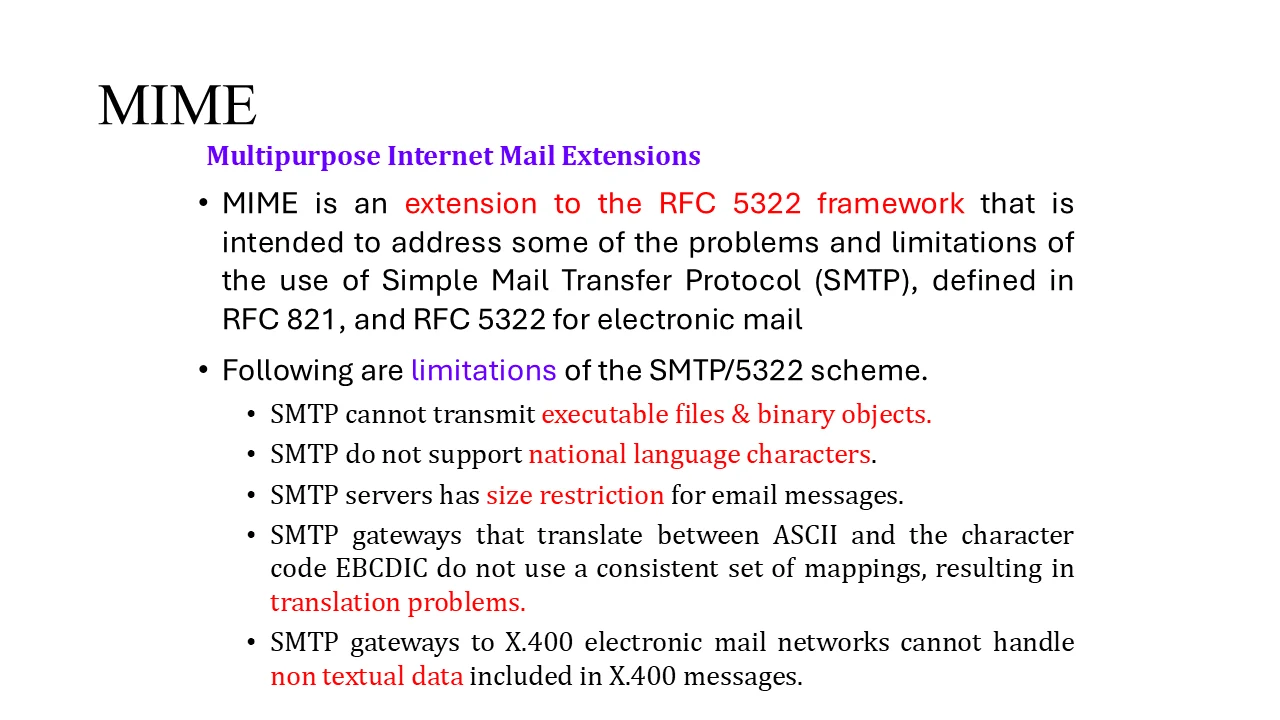 MIME
Multipurpose Internet Mail Extensions
• MIME is an extension to the RFC 5322 framework that is
intended to address some of the problems and limitations of
the use of Simple Mail Transfer Protocol (SMTP), defined in
RFC 821, and RFC 5322 for electronic mail
• Following are limitations of the SMTP/5322 scheme.
• SMTP cannot transmit executable files & binary objects.
• SMTP do not support national language characters.
• SMTP servers has size restriction for email messages.
• SMTP gateways that translate between ASCII and the character
code EBCDIC do not use a consistent set of mappings, resulting in
translation problems.
• SMTP gateways to X.400 electronic mail networks cannot handle
non textual data included in X.400 messages.